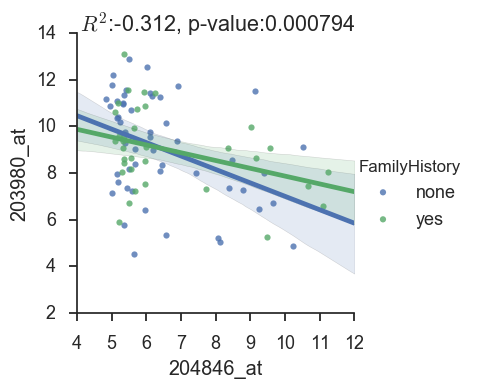 R²:-0.312, p-value:0.000794
14
12
10
8
6
4
2
203980_at
4 5 6 7 8 9 10 11 12
204846_at
FamilyHistory
none
yes